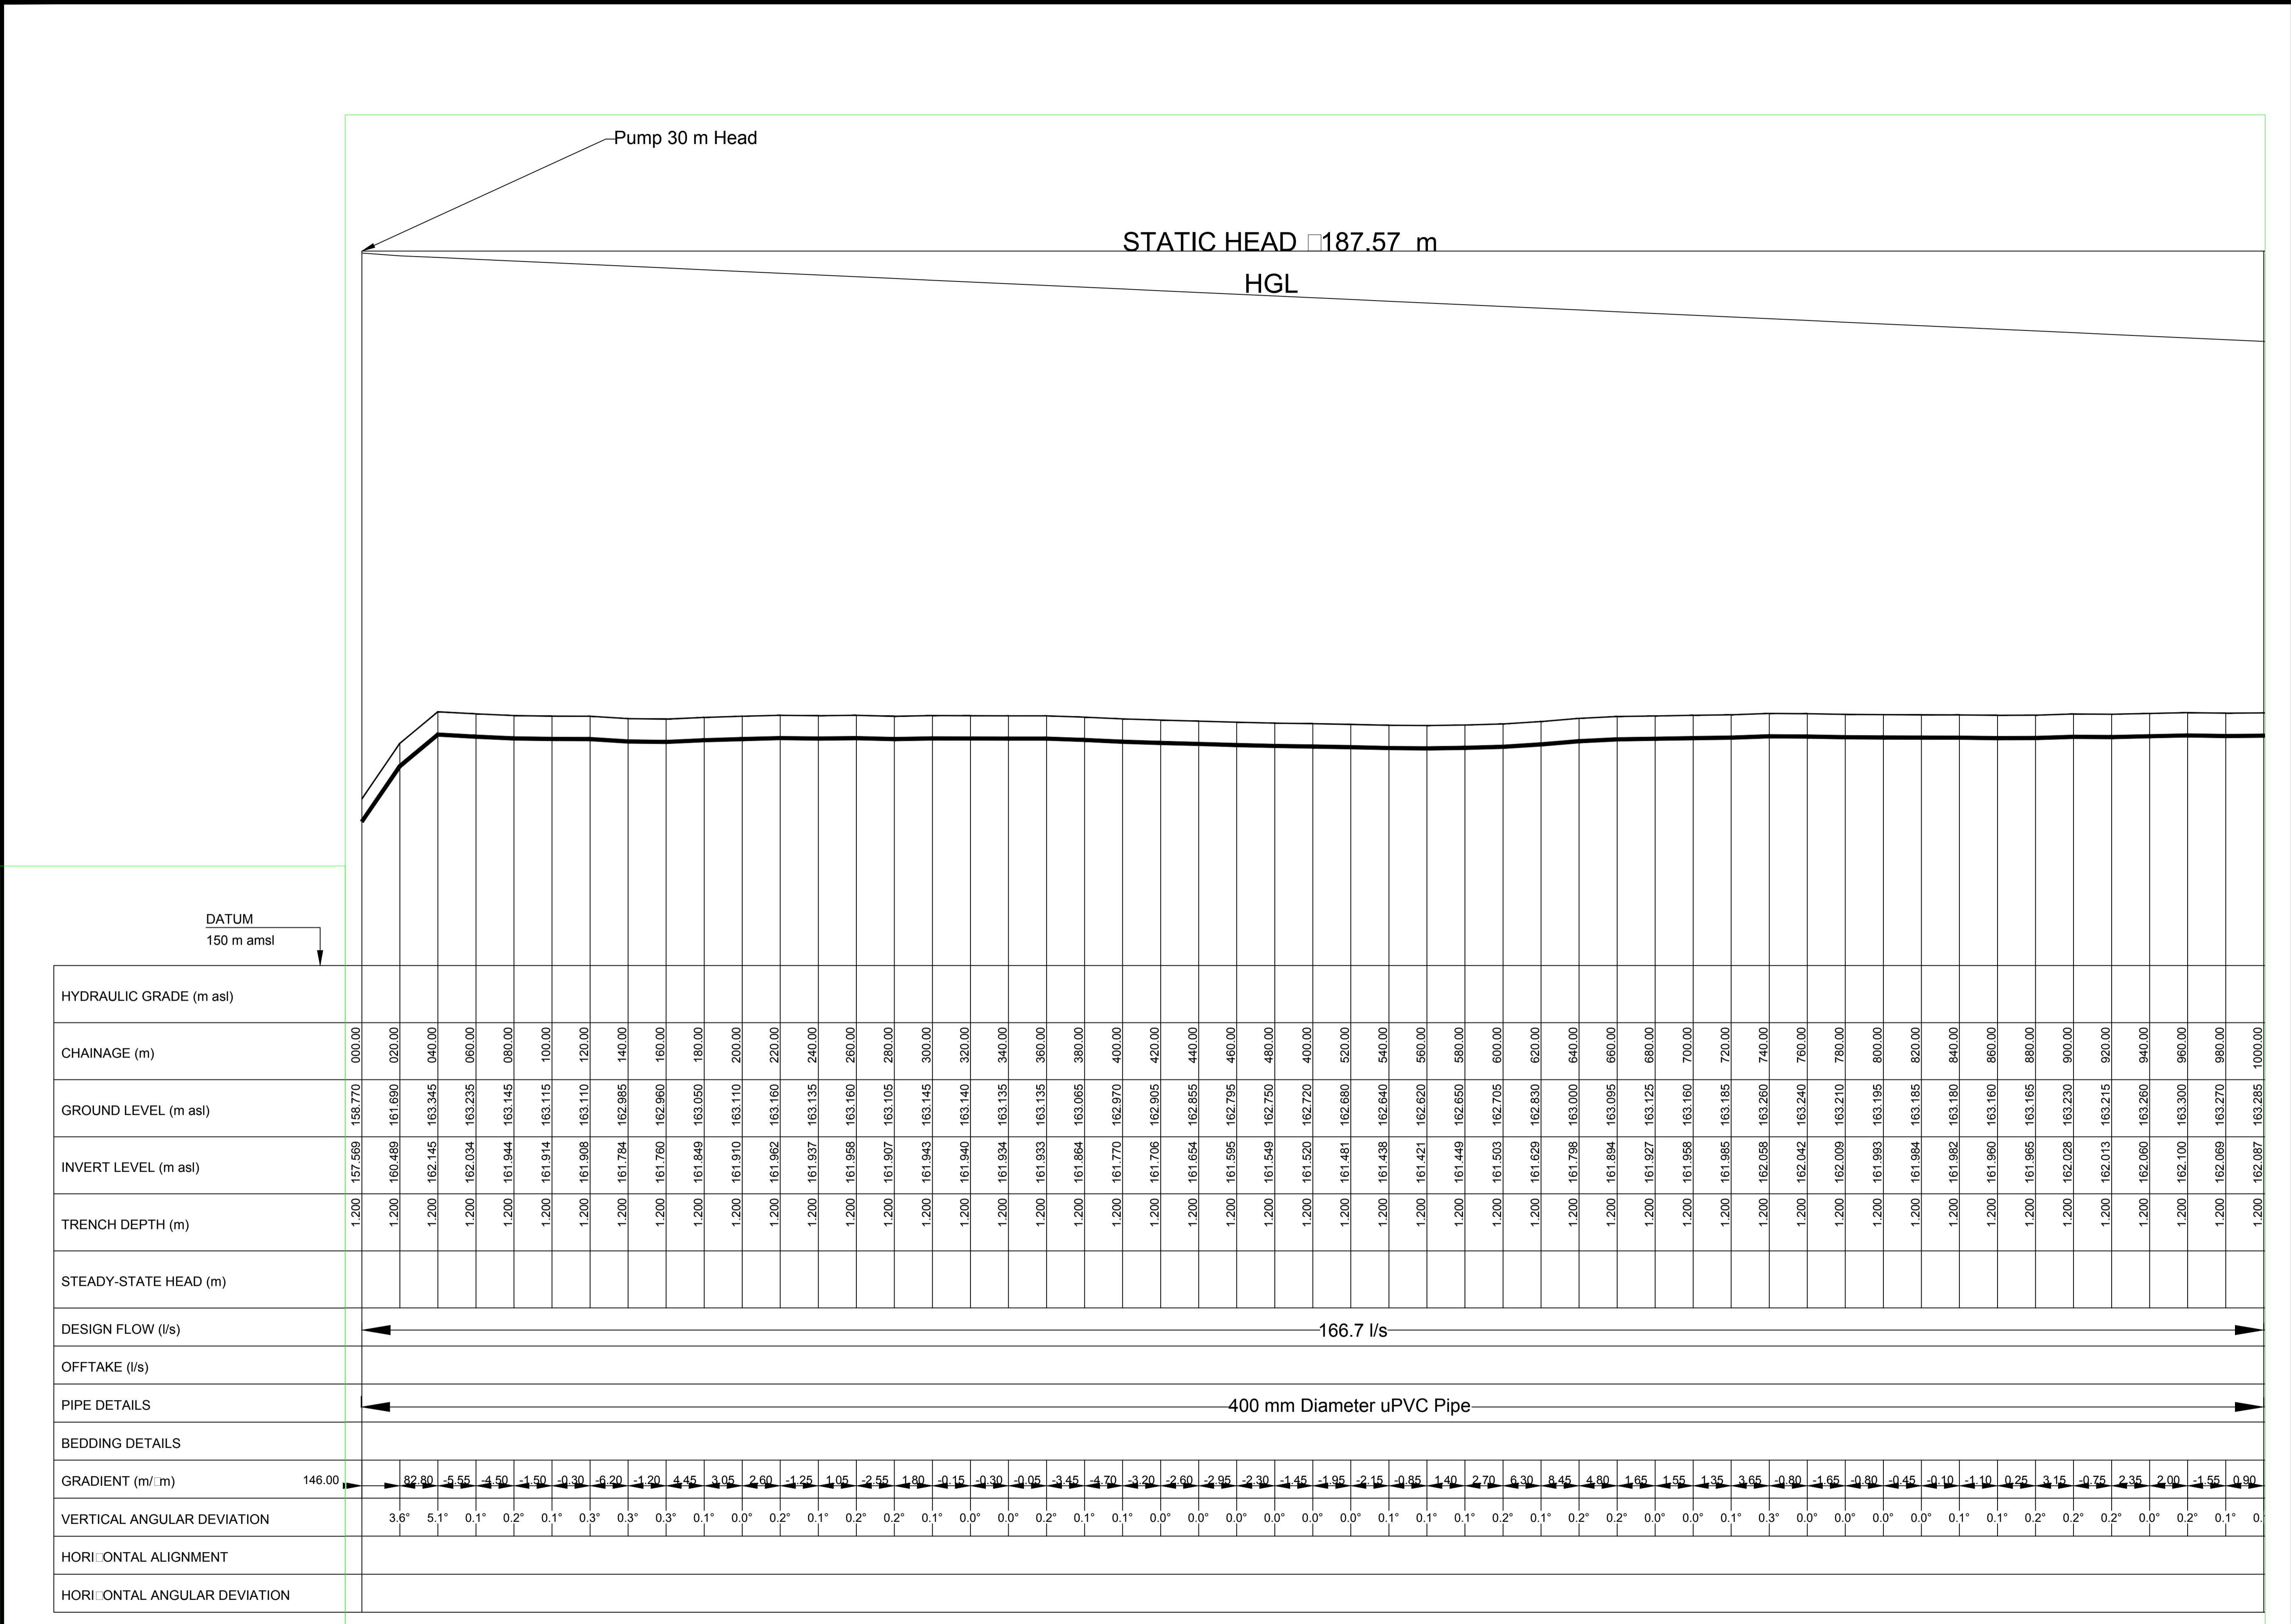 Pump 30 m Head
STATIC HEAD □187.57 m
HGL
DATUM
150 m amsl
HYDRAULIC GRADE (m asl)
CHAINAGE (m) 000.00 020.00 040.00 060.00 080.00 100.00 120.00 140.00 160.00 180.00 200.00 220.00 240.00 260.00 280.00 300.00 320.00 340.00 360.00 380.00 400.00 420.00 440.00 460.00 480.00 400.00 520.00 540.00 560.00 580.00 600.00 620.00 640.00 660.00 680.00 700.00 720.00 740.00 760.00 780.00 800.00 820.00 840.00 860.00 880.00 900.00 920.00 940.00 960.00 980.00 1000.00
GROUND LEVEL (m asl) 158.770 161.690 163.345 163.235 163.145 163.115 163.110 162.985 162.960 163.050 163.110 163.160 163.135 163.160 163.105 163.145 163.140 163.135 163.135 163.065 162.970 162.905 162.855 162.795 162.750 162.720 162.680 162.640 162.620 162.650 162.705 162.830 163.000 163.095 163.125 163.160 163.185 163.260 163.240 163.210 163.195 163.185 163.180 163.160 163.165 163.230 163.215 163.260 163.300 163.270 163.285
INVERT LEVEL (m asl) 157.569 160.489 162.145 162.034 161.944 161.914 161.908 161.784 161.760 161.849 161.910 161.962 161.937 161.958 161.907 161.943 161.940 161.934 161.933 161.864 161.770 161.706 161.654 161.595 161.549 161.520 161.481 161.438 161.421 161.449 161.503 161.629 161.798 161.894 161.927 161.958 161.985 162.058 162.042 162.009 161.993 161.984 161.982 161.960 161.965 162.028 162.013 162.060 162.100 162.069 162.087
TRENCH DEPTH (m) 1.200 1.200 1.200 1.200 1.200 1.200 1.200 1.200 1.200 1.200 1.200 1.200 1.200 1.200 1.200 1.200 1.200 1.200 1.200 1.200 1.200 1.200 1.200 1.200 1.200 1.200 1.200 1.200 1.200 1.200 1.200 1.200 1.200 1.200 1.200 1.200 1.200 1.200 1.200 1.200 1.200 1.200 1.200 1.200 1.200 1.200 1.200 1.200 1.200 1.200 1.200
STEADY-STATE HEAD (m)
DESIGN FLOW (l/s) 166.7 l/s
OFFTAKE (l/s)
PIPE DETAILS 400 mm Diameter uPVC Pipe
BEDDING DETAILS
GRADIENT (m/□m) 146.00 82.80 -5.55 -4.50 -1.50 -0.30 -6.20 -1.20 4.45 3.05 2.60 -1.25 1.05 -2.55 1.80 -0.15 -0.30 -0.05 -3.45 -4.70 -3.20 -2.60 -2.95 -2.30 -1.45 -1.95 -2.15 -0.85 1.40 2.70 6.30 8.45 4.80 1.65 1.55 1.35 3.65 -0.80 -1.65 -0.80 -0.45 -0.10 -1.10 0.25 3.15 -0.75 2.35 2.00 -1.55 0.90
VERTICAL ANGULAR DEVIATION 3.6° 5.1° 0.1° 0.2° 0.1° 0.3° 0.3° 0.3° 0.1° 0.0° 0.2° 0.1° 0.2° 0.2° 0.1° 0.0° 0.0° 0.2° 0.1° 0.1° 0.0° 0.0° 0.0° 0.0° 0.0° 0.0° 0.1° 0.1° 0.1° 0.2° 0.1° 0.2° 0.2° 0.0° 0.0° 0.1° 0.3° 0.0° 0.0° 0.0° 0.0° 0.1° 0.1° 0.2° 0.2° 0.2° 0.0° 0.2° 0.1° 0.
HORI□ONTAL ALIGNMENT
HORI□ONTAL ANGULAR DEVIATION